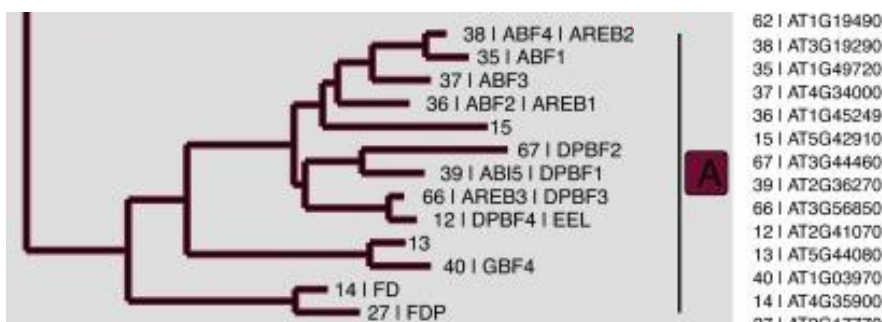 62 | AT1G19490
38 | ABF4 | AREB2
38 | AT3G19290
35 | ABF1
35 | AT1G49720
37 | ABF3
37 | AT4G34000
36 | ABF2 | AREB1
36 | AT1G45249
15
15 | AT5G42910
67 | DPBF2
67 | AT3G44460
39 | ABI5 | DPBF1
39 | AT2G36270
A
66 | AREB3 | DPBF3
66 | AT3G56850
12 | DPBF4 | EEL
12 | AT2G41070
13
13 | AT5G44080
40 | GBF4
40 | AT1G03970
14 | FD
14 | AT4G35900
27 | FDP